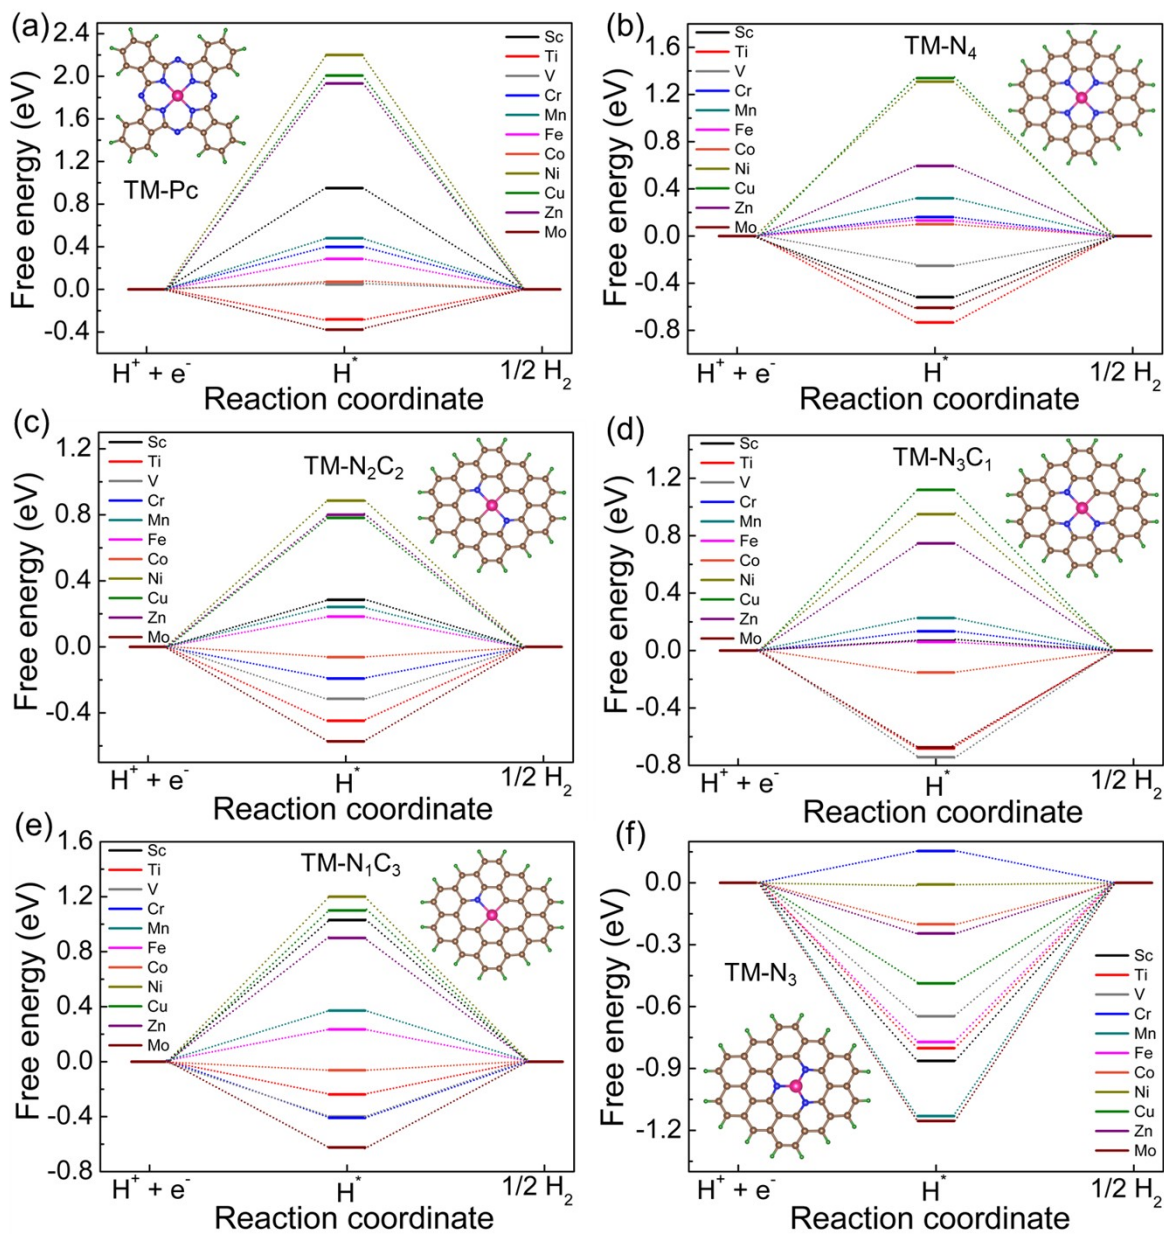 (a)
Free energy (eV)
2.4
2.0
1.6
1.2
0.8
0.4
0.0
-0.4
TM-Pc
Sc
Ti
V
Cr
Mn
Fe
Co
Ni
Cu
Zn
Mo
H⁺ + e⁻
H*
1/2 H₂
Reaction coordinate
(b)
Free energy (eV)
1.6
1.2
0.8
0.4
0.0
-0.4
-0.8
Sc
Ti
V
Cr
Mn
Fe
Co
Ni
Cu
Zn
Mo
TM-N₄
H⁺ + e⁻
H*
1/2 H₂
Reaction coordinate
(c)
Free energy (eV)
1.2
0.8
0.4
0.0
-0.4
Sc
Ti
V
Cr
Mn
Fe
Co
Ni
Cu
Zn
Mo
TM-N₂C₂
H⁺ + e⁻
H*
1/2 H₂
Reaction coordinate
(d)
Free energy (eV)
1.2
0.8
0.4
0.0
-0.4
-0.8
Sc
Ti
V
Cr
Mn
Fe
Co
Ni
Cu
Zn
Mo
TM-N₃C₁
H⁺ + e⁻
H*
1/2 H₂
Reaction coordinate
(e)
Free energy (eV)
1.6
1.2
0.8
0.4
0.0
-0.4
-0.8
Sc
Ti
V
Cr
Mn
Fe
Co
Ni
Cu
Zn
Mo
TM-N₁C₃
H⁺ + e⁻
H*
1/2 H₂
Reaction coordinate
(f)
Free energy (eV)
0.0
-0.3
-0.6
-0.9
-1.2
TM-N₃
Sc
Ti
V
Cr
Mn
Fe
Co
Ni
Cu
Zn
Mo
H⁺ + e⁻
H*
1/2 H₂
Reaction coordinate